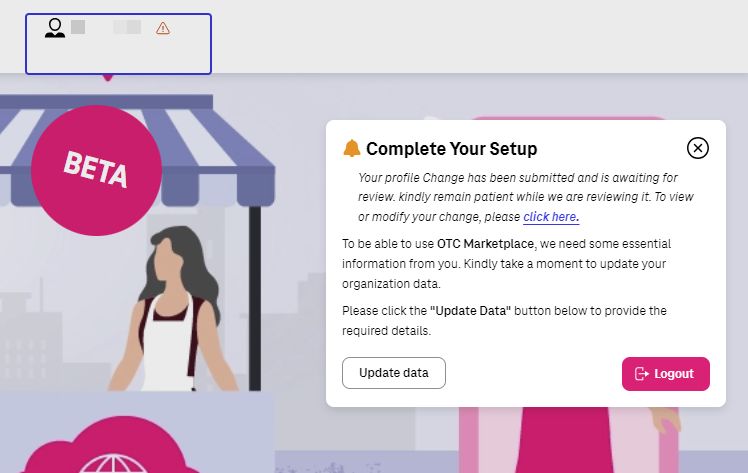 BETA
Complete Your Setup
Your profile Change has been submitted and is awaiting for
review. kindly remain patient while we are reviewing it. To view
or modify your change, please click here.
To be able to use OTC Marketplace, we need some essential
information from you. Kindly take a moment to update your
organization data.
Please click the "Update Data" button below to provide the
required details.
Update data
Logout